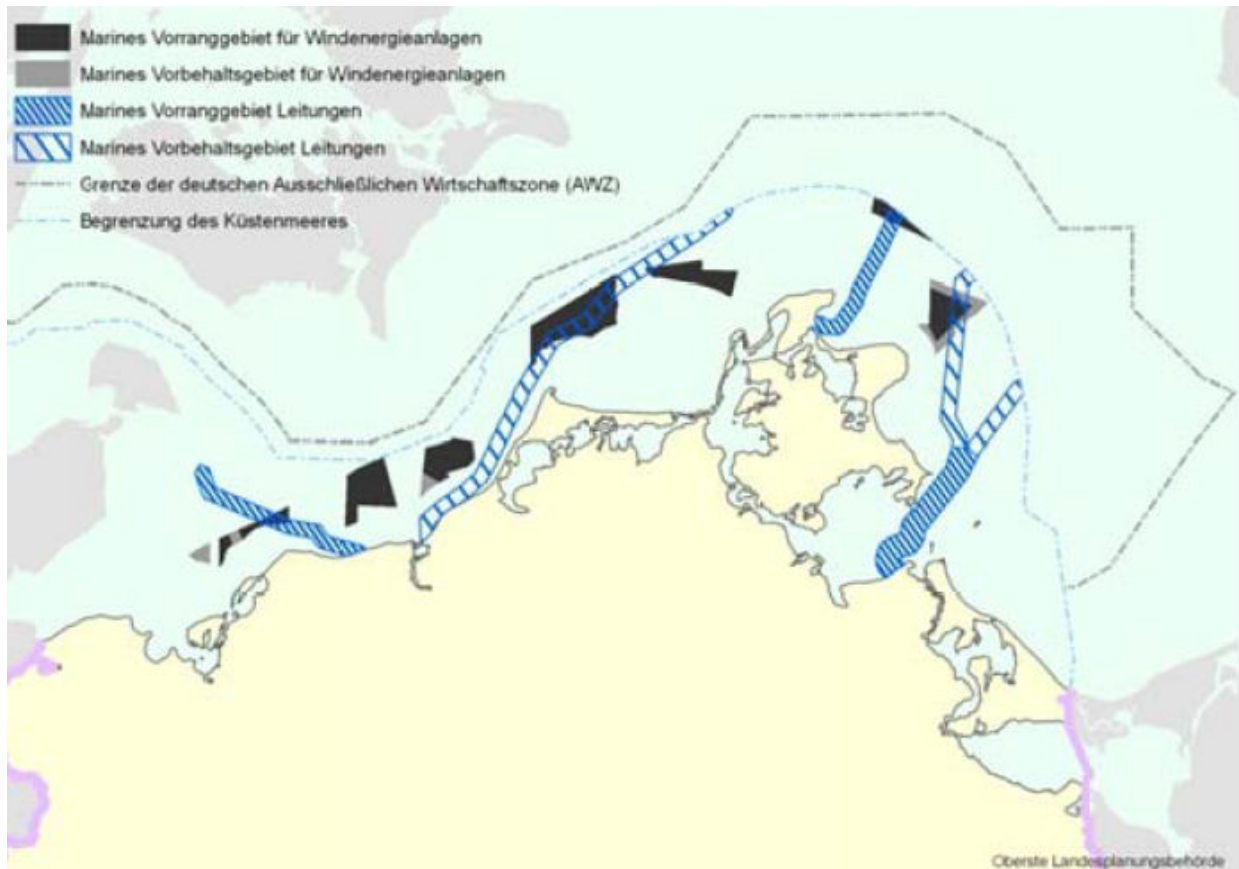 Marines Vorranggebiet für Windenergieanlagen
Marines Vorbehaltsgebiet für Windenergieanlagen
Marines Vorranggebiet Leitungen
Marines Vorbehaltsgebiet Leitungen
Grenze der deutschen Ausschließlichen Wirtschaftszone (AWZ)
Begrenzung des Küstenmeeres
Oberste Landesplanungsbehörde